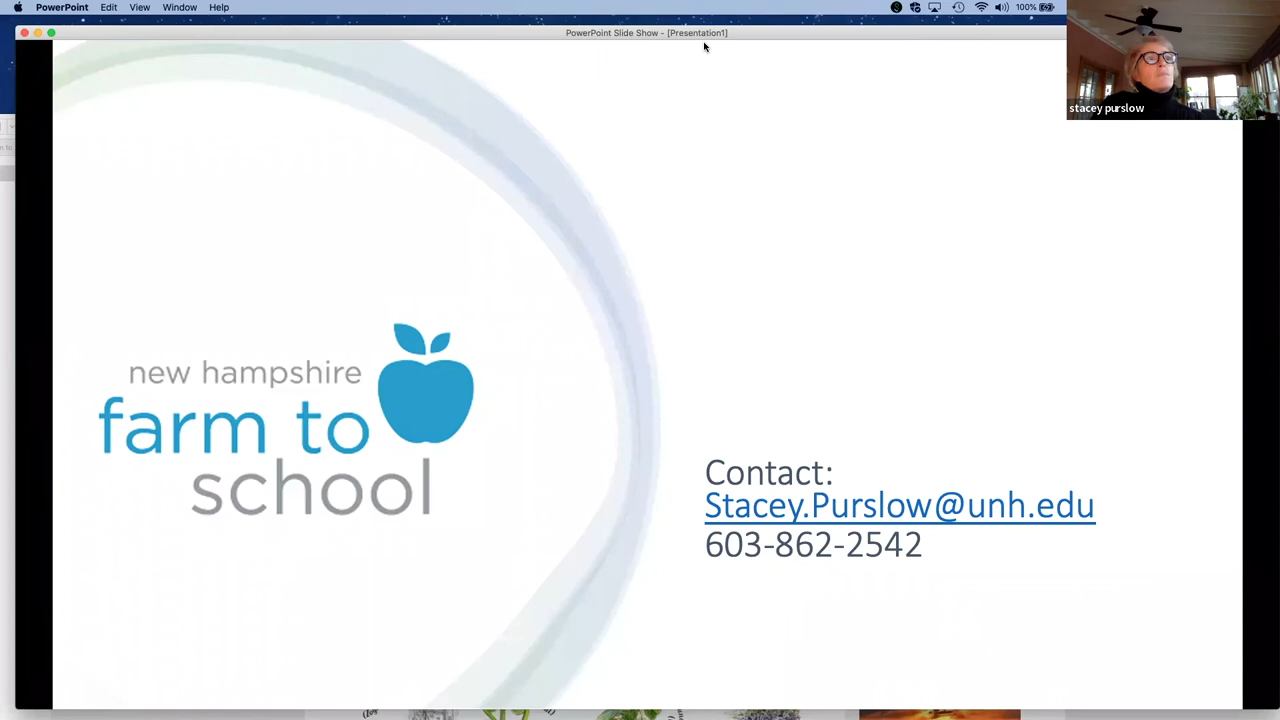 PowerPoint Edit View Window Help
100%
PowerPoint Slide Show - [Presentation1]
stacey purslow
new hampshire
farm to
school
Contact:
Stacey.Purslow@unh.edu
603-862-2542